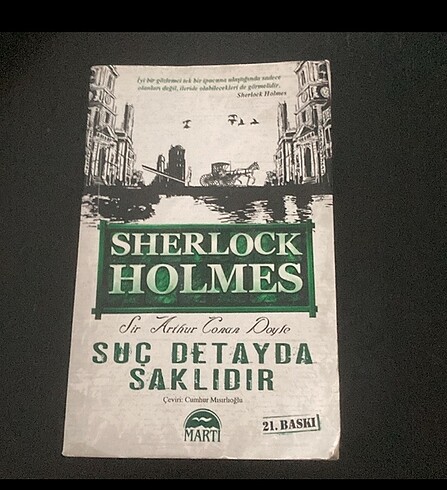 İyi bir gözlemci tek bir ipucuna ulaştığında sadece
olanları değil, ileride olabilecekleri de görmelidir.
Sherlock Holmes
SHERLOCK
HOLMES
Sir Arthur Conan Doyle
SUÇ DETAYDA
SAKLIDIR
Çeviri: Cumhur Mısırlıoğlu
MARTI
21. BASKI